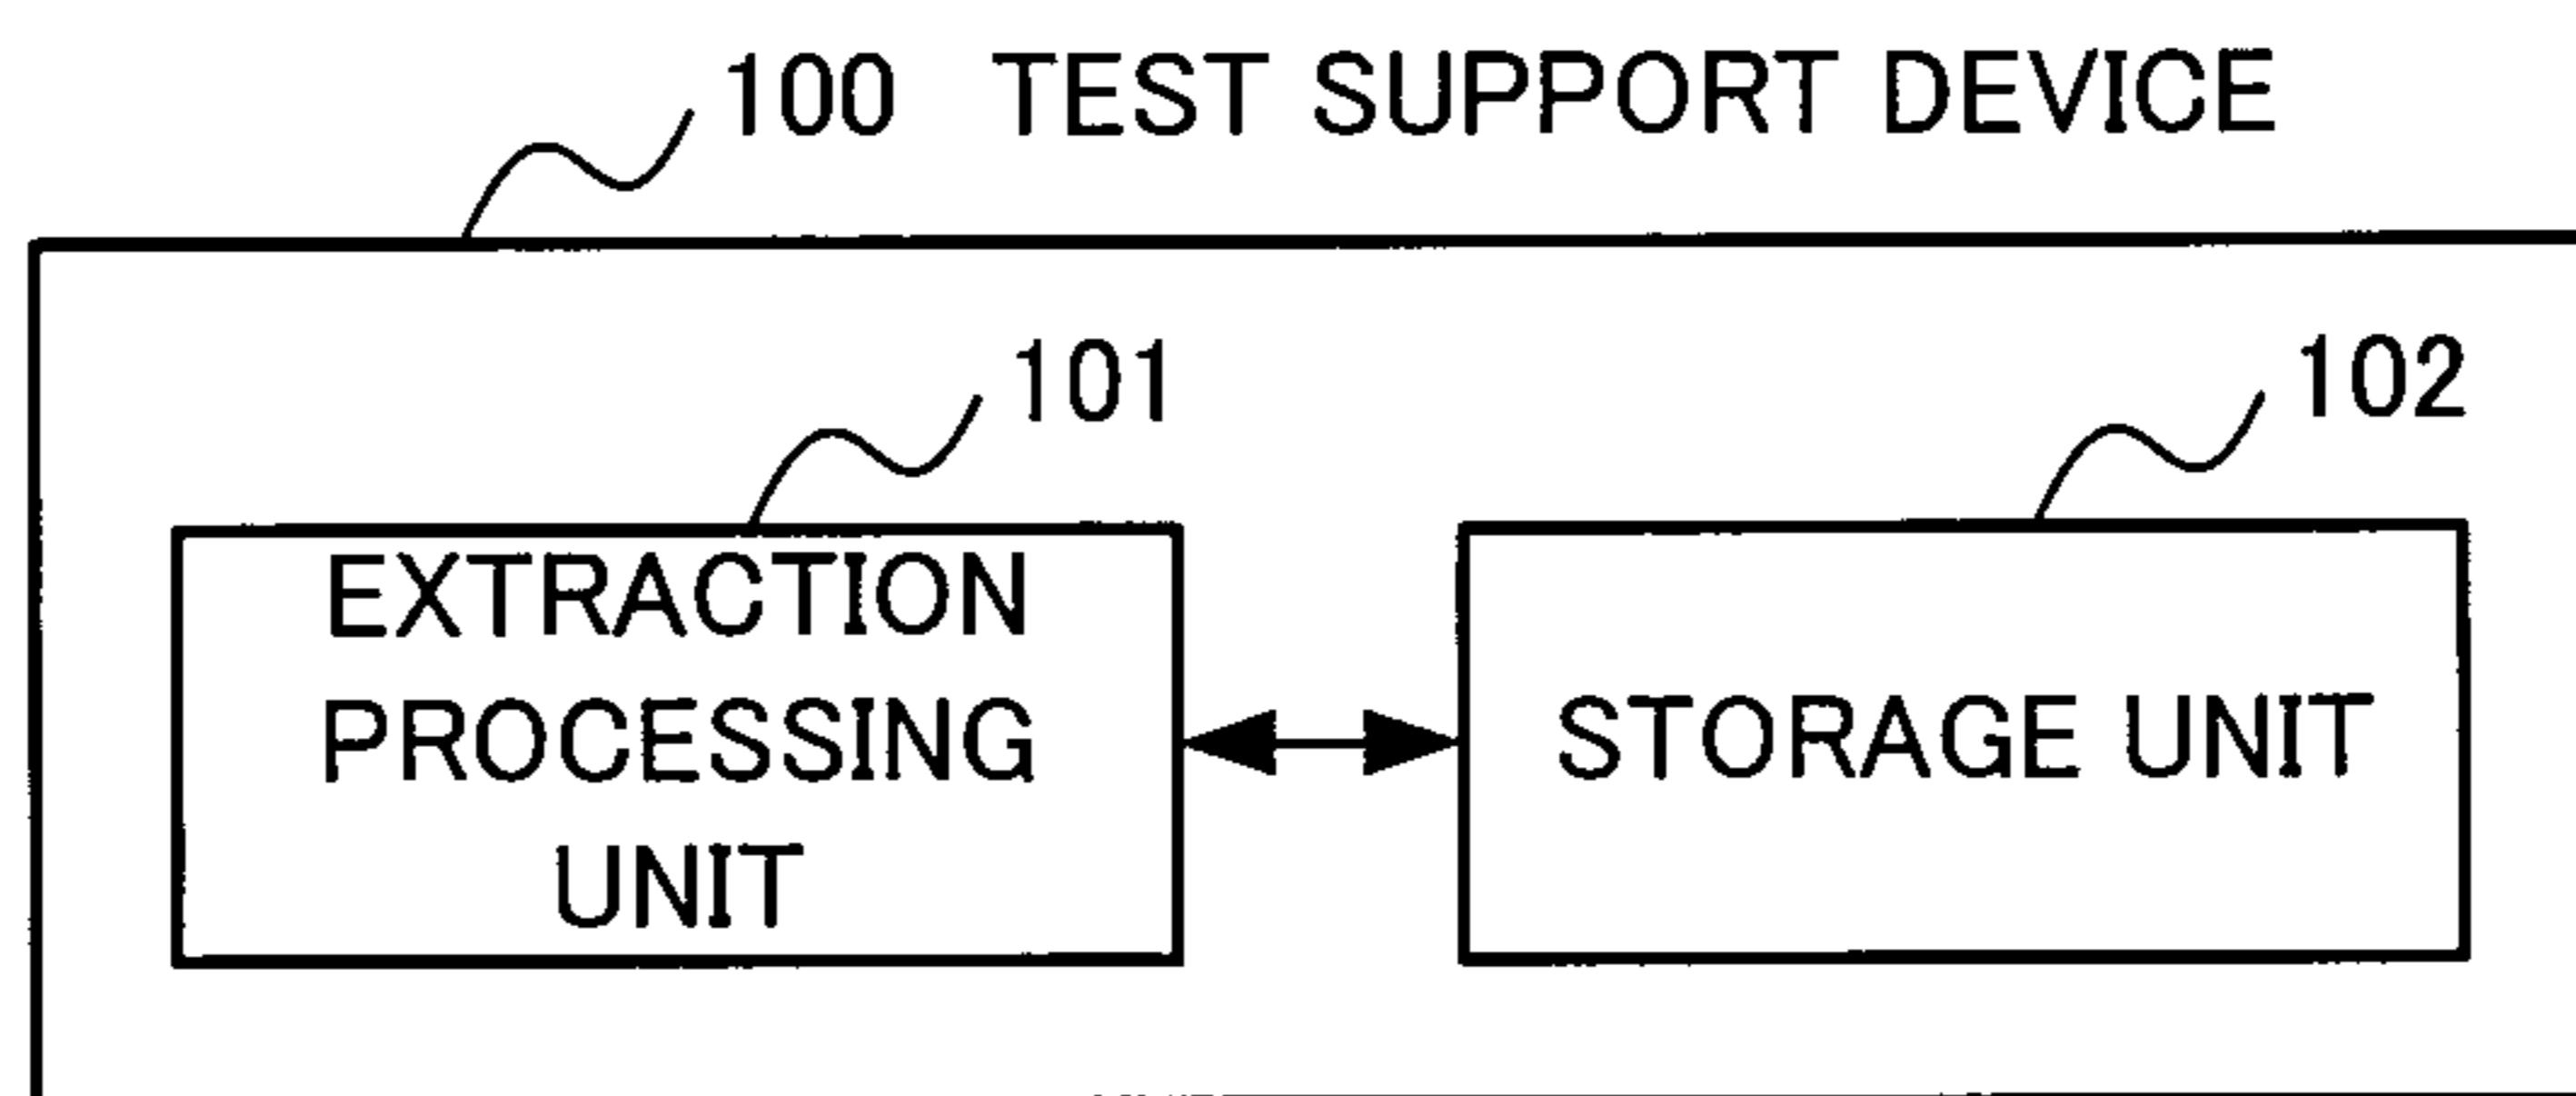 100 TEST SUPPORT DEVICE
101
102
EXTRACTION
PROCESSING
UNIT
STORAGE UNIT